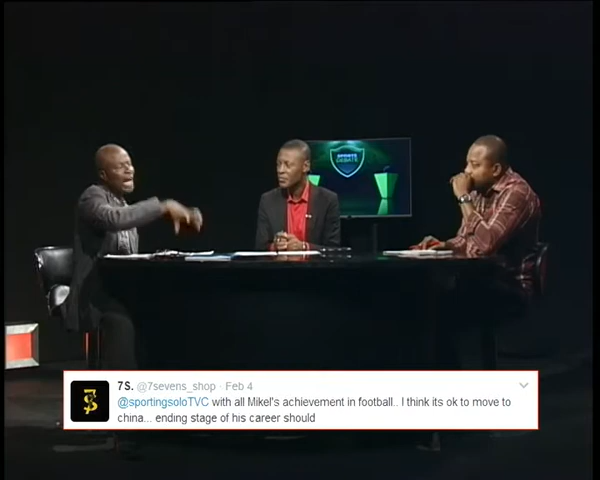 SPORTS
DEBATE
7S. @7sevens_shop · Feb 4
@sportingsoloTVC with all Mikel's achievement in football.. I think its ok to move to
china... ending stage of his career should